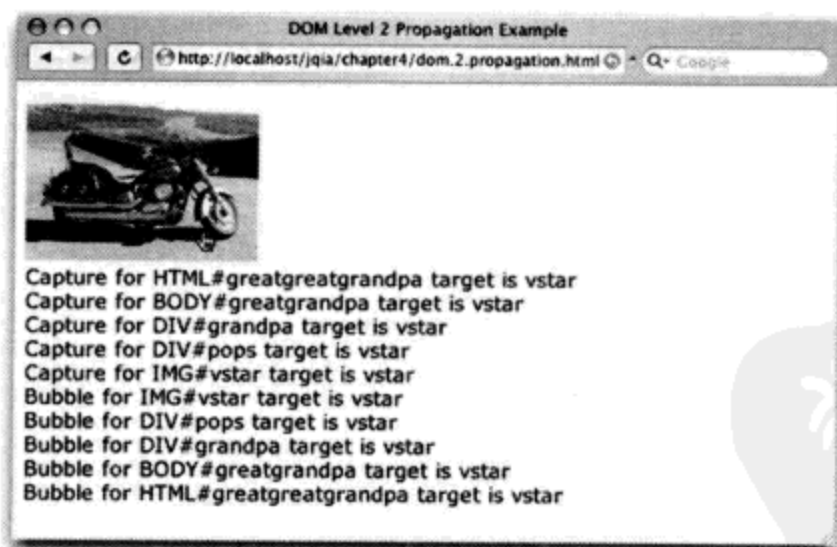 DOM Level 2 Propagation Example
http://localhost/jqia/chapter4/dom.2.propagation.html
Google
Capture for HTML#greatgreatgrandpa target is vstar
Capture for BODY#greatgrandpa target is vstar
Capture for DIV#grandpa target is vstar
Capture for DIV#pops target is vstar
Capture for IMG#vstar target is vstar
Bubble for IMG#vstar target is vstar
Bubble for DIV#pops target is vstar
Bubble for DIV#grandpa target is vstar
Bubble for BODY#greatgrandpa target is vstar
Bubble for HTML#greatgreatgrandpa target is vstar